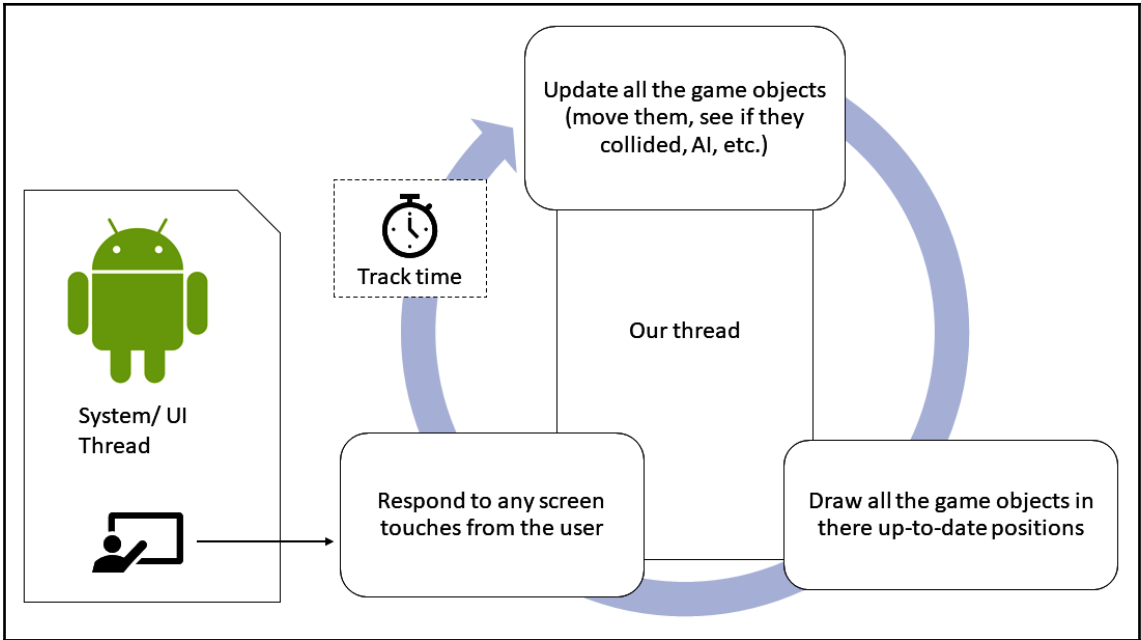 Update all the game objects
(move them, see if they
collided, AI, etc.)
Track time
Our thread
System/ UI
Thread
Respond to any screen
touches from the user
Draw all the game objects in
there up-to-date positions